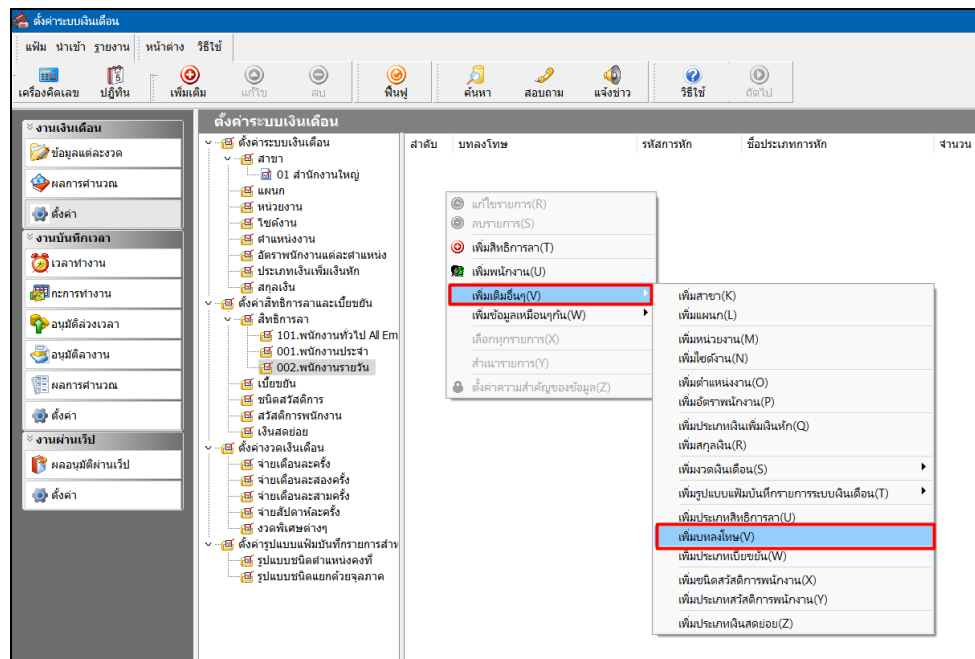 ตั้งค่าระบบเงินเดือน
แฟ้ม นำเข้า รายงาน หน้าต่าง วิธีใช้
เครื่องคิดเลข ปฏิทิน เพิ่มเติม แก้ไข ลบ ฟื้นฟู ค้นหา สอบถาม แจ้งข่าว วิธีใช้ ถัดไป
งานเงินเดือน
ข้อมูลแต่ละงวด
ผลการคำนวณ
ตั้งค่า
งานบันทึกเวลา
เวลาทำงาน
กะการทำงาน
อนุมัติล่วงเวลา
อนุมัติลางาน
ผลการคำนวณ
ตั้งค่า
งานผ่านเว็ป
ผลอนุมัติผ่านเว็ป
ตั้งค่า
ตั้งค่าระบบเงินเดือน
ตั้งค่าระบบเงินเดือน
สาขา
01 สำนักงานใหญ่
แผนก
หน่วยงาน
ไซด์งาน
ตำแหน่งงาน
อัตราพนักงานแต่ละตำแหน่ง
ประเภทเงินเพิ่มเงินหัก
สกุลเงิน
ตั้งค่าสิทธิการลาและเบี้ยขยัน
สิทธิการลา
101.พนักงานทั่วไป All Em
001.พนักงานประจำ
002.พนักงานรายวัน
เบี้ยขยัน
ชนิดสวัสดิการ
สวัสดิการพนักงาน
เงินสดย่อย
ตั้งค่างวดเงินเดือน
จ่ายเดือนละครั้ง
จ่ายเดือนละสองครั้ง
จ่ายเดือนละสามครั้ง
จ่ายสัปดาห์ละครั้ง
งวดพิเศษต่างๆ
ตั้งค่ารูปแบบแฟ้มบันทึกรายการสำห
รูปแบบชนิดตำแหน่งคงที่
รูปแบบชนิดแยกด้วยจุลภาค
ลำดับ บทลงโทษ รหัสการหัก ชื่อประเภทการหัก จำนวน
แก้ไขรายการ(R)
ลบรายการ(S)
เพิ่มสิทธิการลา(T)
เพิ่มพนักงาน(U)
เพิ่มเติมอื่นๆ(V)
เพิ่มข้อมูลเหมือนๆกัน(W)
เลือกทุกรายการ(X)
สำเนารายการ(Y)
ตั้งค่าความสำคัญของข้อมูล(Z)
เพิ่มสาขา(K)
เพิ่มแผนก(L)
เพิ่มหน่วยงาน(M)
เพิ่มไซด์งาน(N)
เพิ่มตำแหน่งงาน(O)
เพิ่มอัตราพนักงาน(P)
เพิ่มประเภทเงินเพิ่มเงินหัก(Q)
เพิ่มสกุลเงิน(R)
เพิ่มงวดเงินเดือน(S)
เพิ่มรูปแบบแฟ้มบันทึกรายการระบบเงินเดือน(T)
เพิ่มประเภทสิทธิการลา(U)
เพิ่มบทลงโทษ(V)
เพิ่มประเภทเบี้ยขยัน(W)
เพิ่มชนิดสวัสดิการพนักงาน(X)
เพิ่มประเภทสวัสดิการพนักงาน(Y)
เพิ่มประเภทเงินสดย่อย(Z)